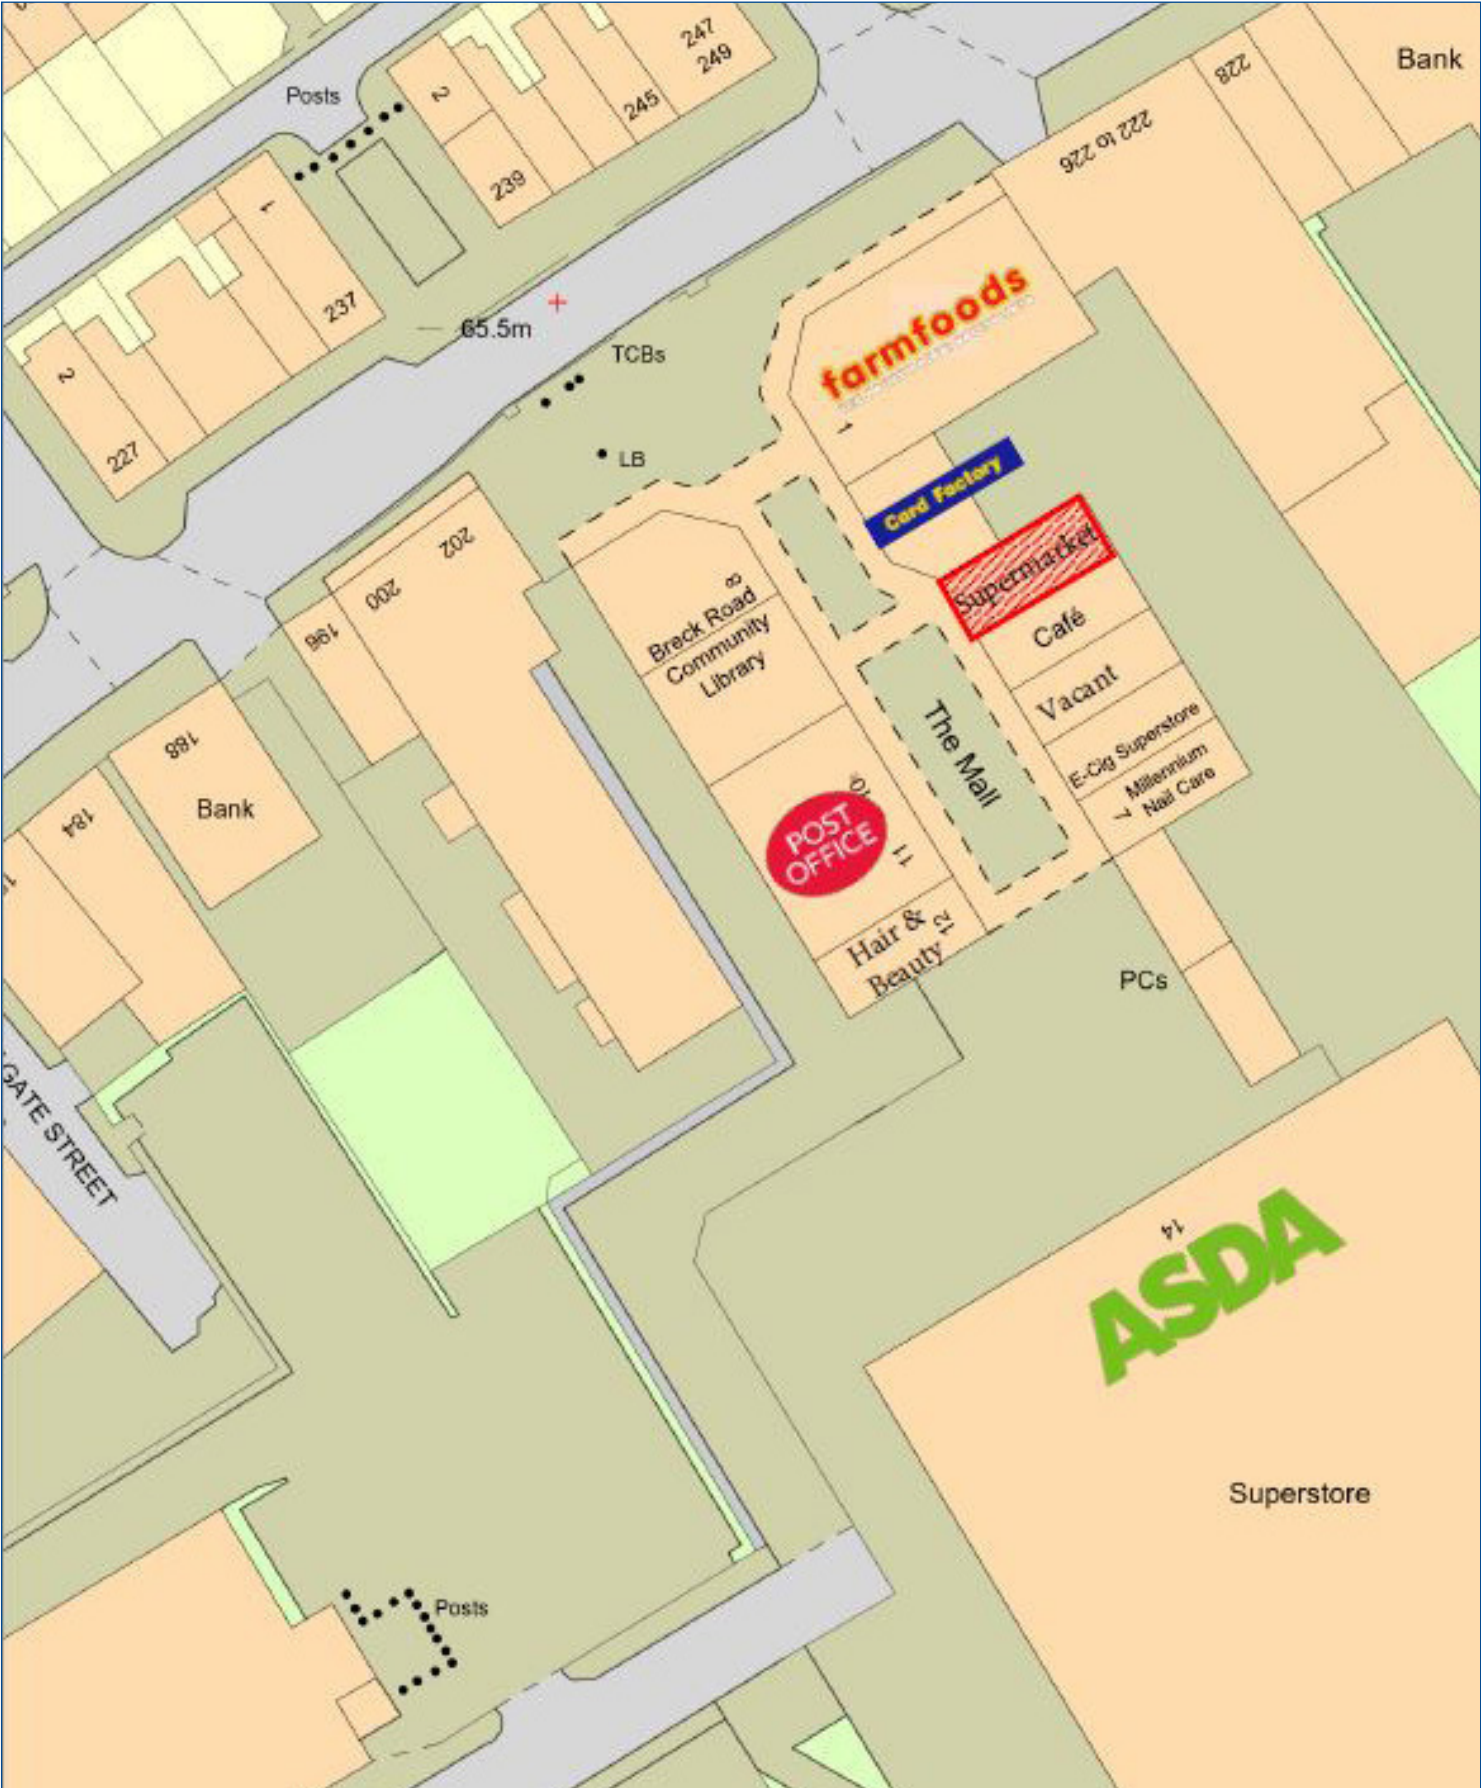 247
249
Bank
228
Posts
2
245
222 to 226
239
1
237
farmfoods
65.5m
TCBs
2
1
227
LB
Card Factory
202
Supermarket
200
8
Breck Road
Community
Library
Café
196
Vacant
188
The Mall
E-Cig Superstore
Millennium
Nail Care
7
Bank
10
184
POST
OFFICE
11
Hair &
Beauty
12
PCs
GATE STREET
14
ASDA
Superstore
Posts